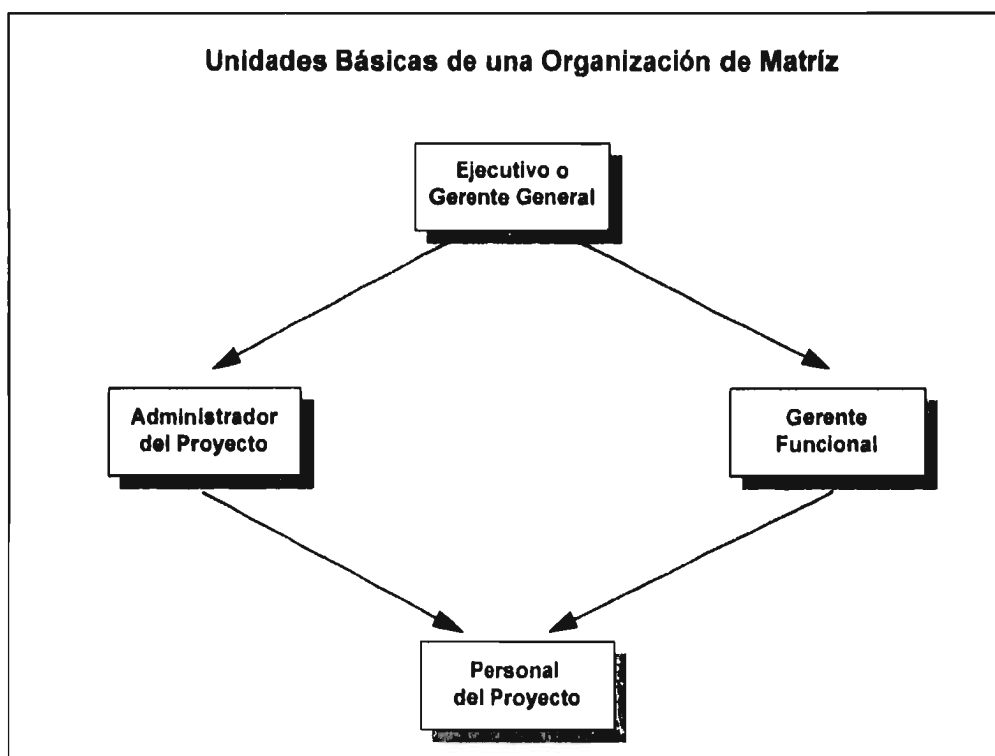 Unidades Básicas de una Organización de Matríz
Ejecutivo o
Gerente General
Administrador
del Proyecto
Gerente
Funcional
Personal
del Proyecto